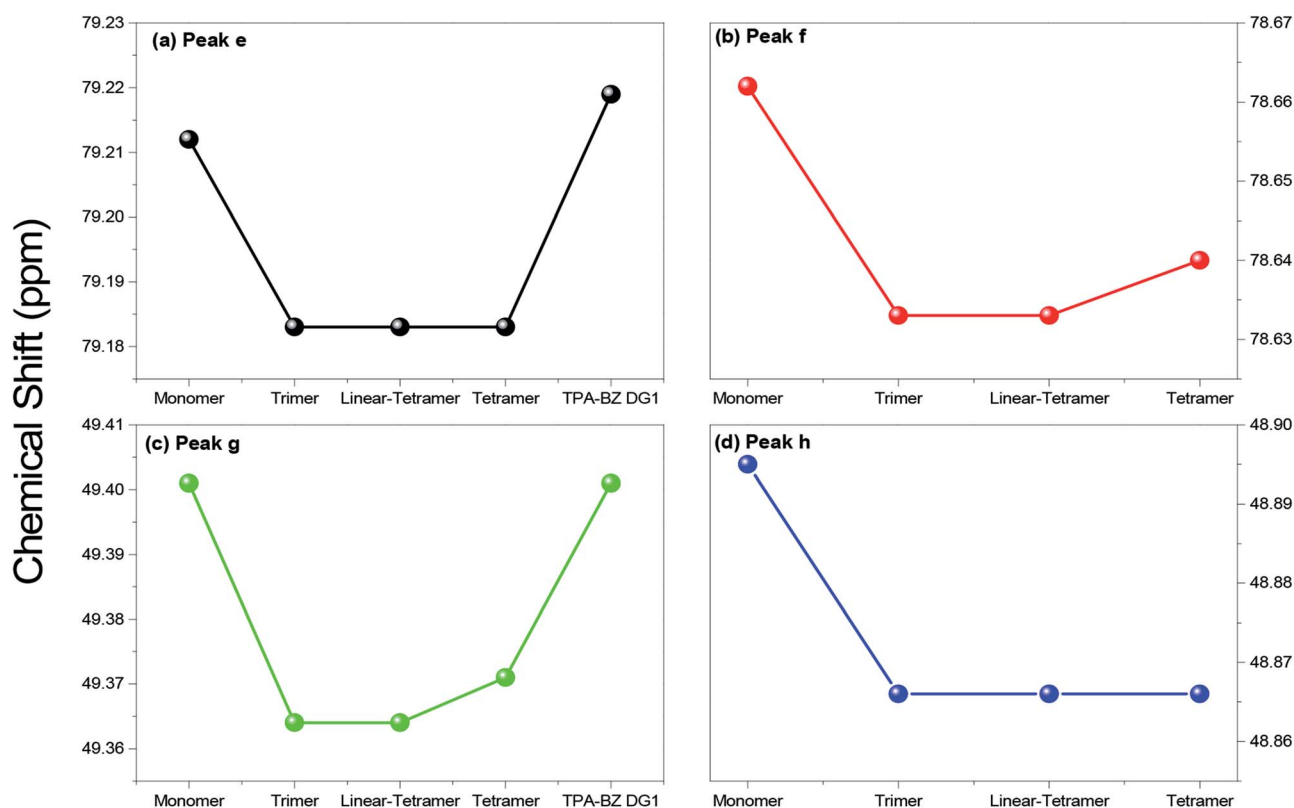 Chemical Shift (ppm)
(a) Peak e
79.23
79.22
79.21
79.20
79.19
79.18
Monomer Trimer Linear-Tetramer Tetramer TPA-BZ DG1
(b) Peak f
78.67
78.66
78.65
78.64
78.63
Monomer Trimer Linear-Tetramer Tetramer
(c) Peak g
49.41
49.40
49.39
49.38
49.37
49.36
Monomer Trimer Linear-Tetramer Tetramer TPA-BZ DG1
(d) Peak h
48.90
48.89
48.88
48.87
48.86
Monomer Trimer Linear-Tetramer Tetramer